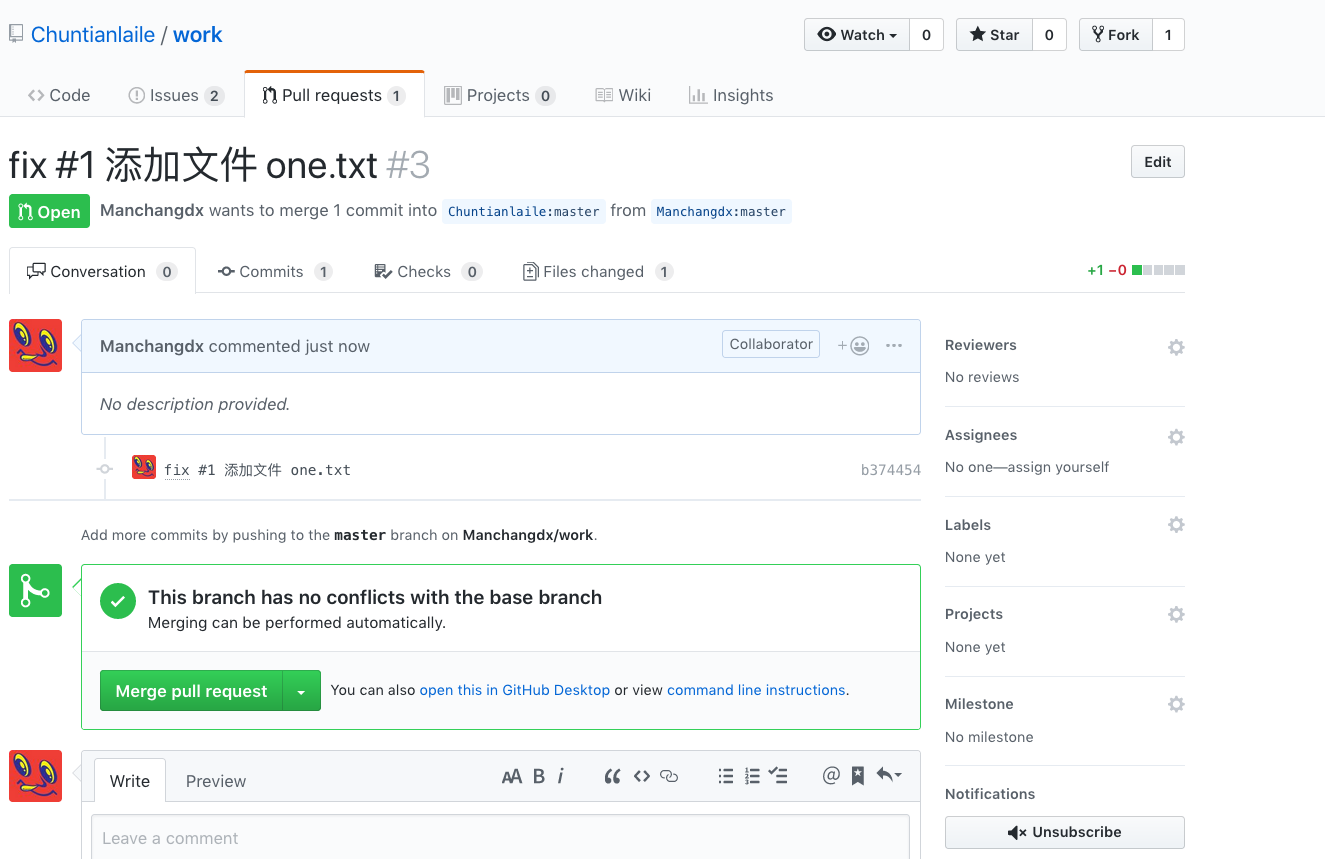 Chuntianlaile / work
Watch 0 Star 0 Fork 1
Code Issues 2 Pull requests 1 Projects 0 Wiki Insights
fix #1 添加文件 one.txt #3
Edit
Open Manchangdx wants to merge 1 commit into Chuntianlaile:master from Manchangdx:master
Conversation 0 Commits 1 Checks 0 Files changed 1
+1 −0
Manchangdx commented just now
Collaborator
No description provided.
fix #1 添加文件 one.txt b374454
Add more commits by pushing to the master branch on Manchangdx/work.
This branch has no conflicts with the base branch
Merging can be performed automatically.
Merge pull request
You can also open this in GitHub Desktop or view command line instructions.
Write Preview
AA B i
Leave a comment
Reviewers
No reviews
Assignees
No one—assign yourself
Labels
None yet
Projects
None yet
Milestone
No milestone
Notifications
Unsubscribe